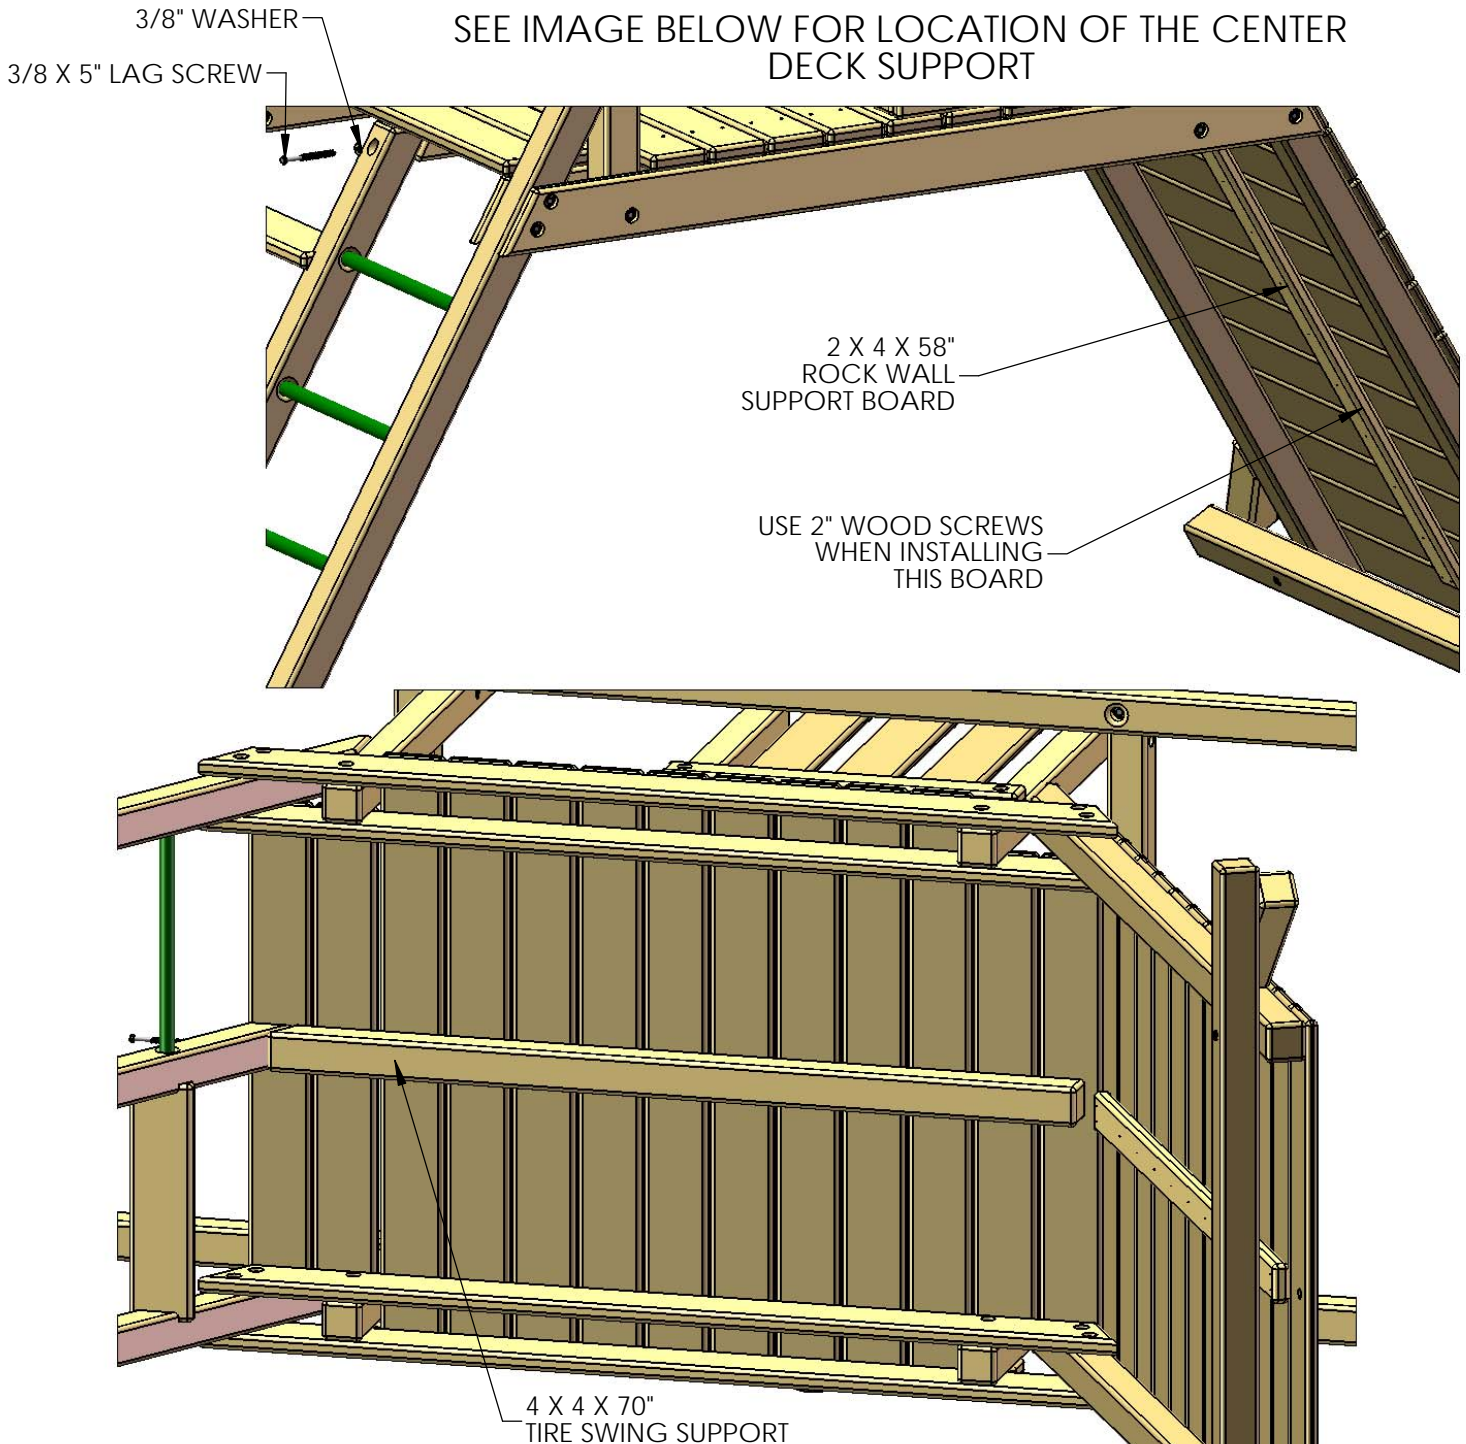 3/8" WASHER
SEE IMAGE BELOW FOR LOCATION OF THE CENTER
DECK SUPPORT
3/8 X 5" LAG SCREW
2 X 4 X 58"
ROCK WALL
SUPPORT BOARD
USE 2" WOOD SCREWS
WHEN INSTALLING
THIS BOARD
4 X 4 X 70"
TIRE SWING SUPPORT